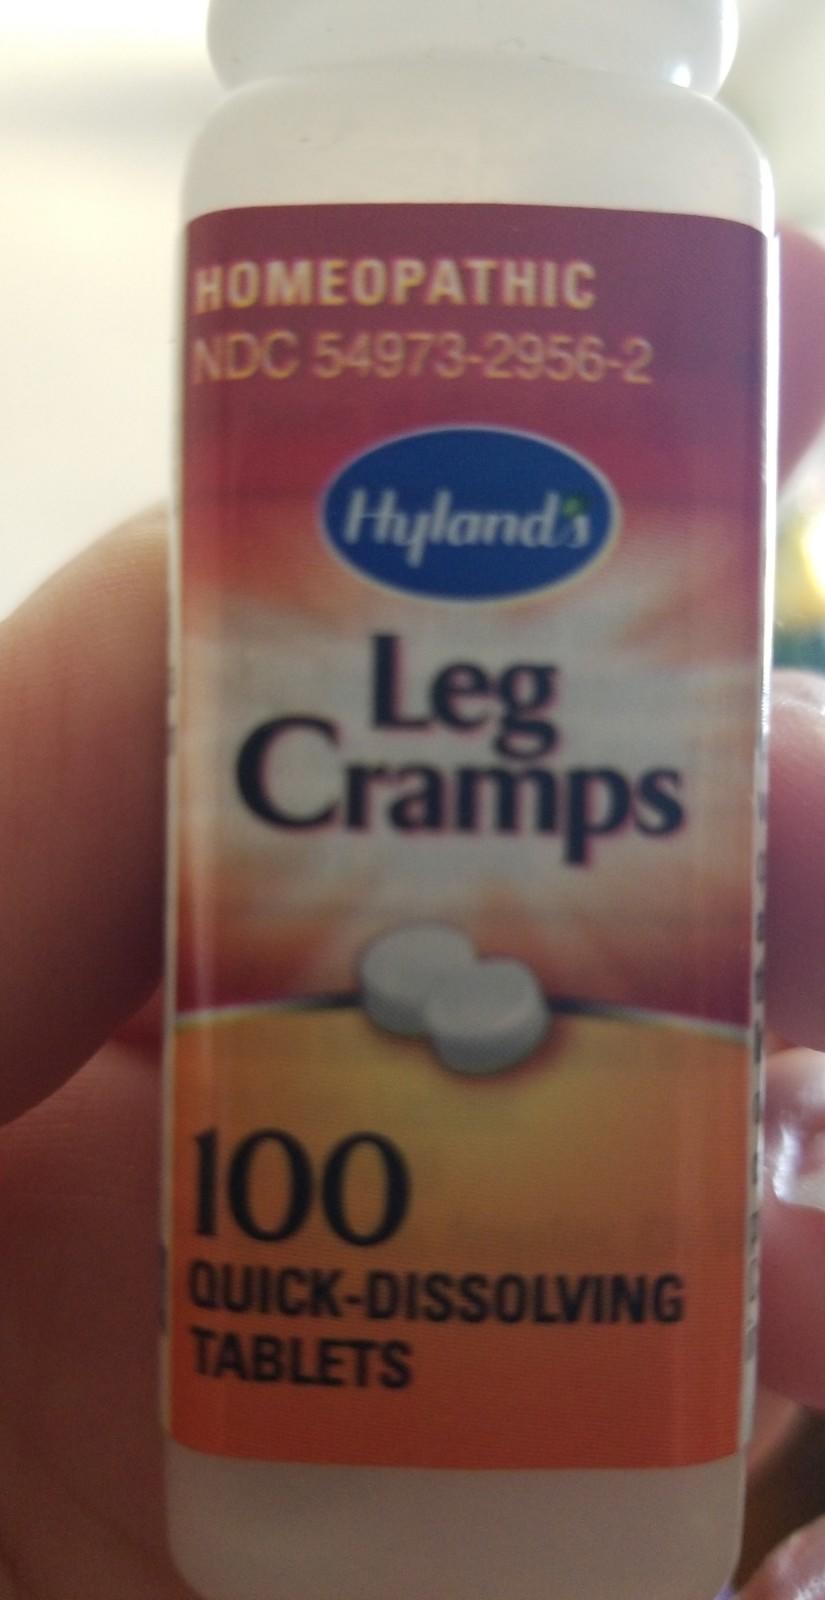 HOMEOPATHIC
NDC 54973-2956-2
Hyland's
Leg
Cramps
100
QUICK-DISSOLVING
TABLETS